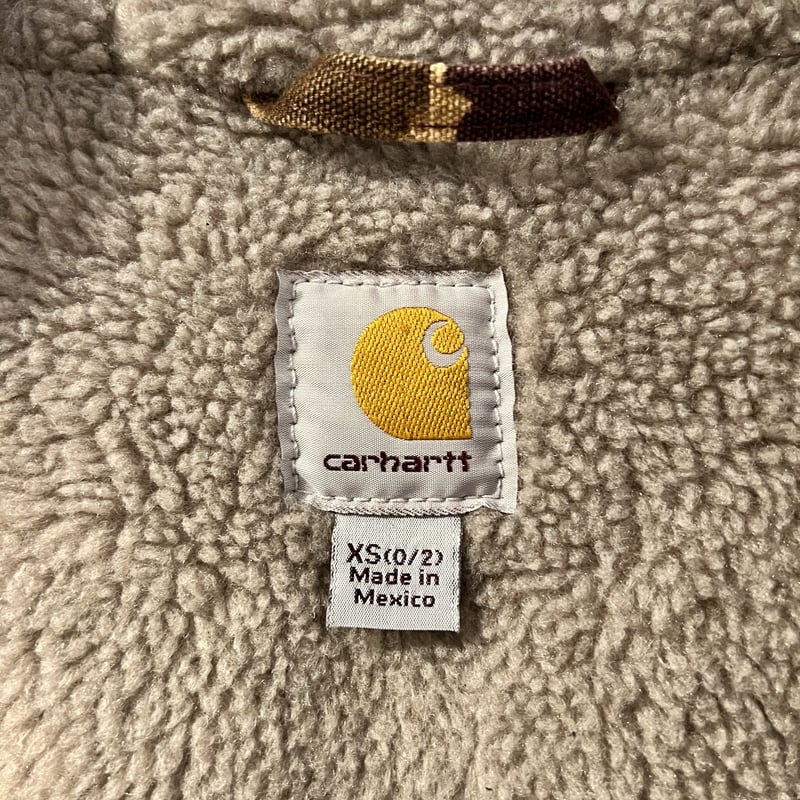 carhartt
XS(0/2)
Made in
Mexico